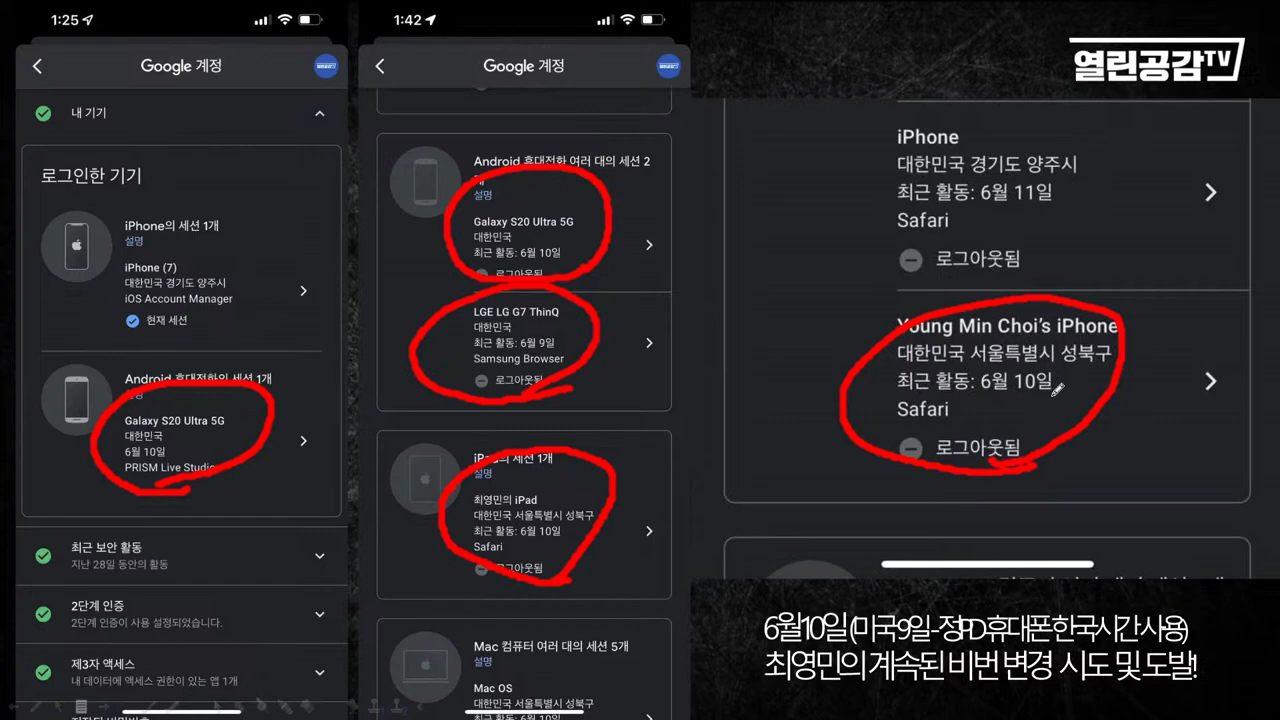 1:25
Google 계정
내 기기
로그인한 기기
iPhone의 세션 1개
설명
iPhone (7)
대한민국 경기도 양주시
iOS Account Manager
현재 세션
Android 휴대전화의 세션 1개
Galaxy S20 Ultra 5G
대한민국
6월 10일
PRISM Live Studio
최근 보안 활동
지난 28일 동안의 활동
2단계 인증
2단계 인증이 사용 설정되었습니다.
제3자 액세스
내 데이터에 액세스 권한이 있는 앱 1개
1:42
Google 계정
Android 휴대전화 여러 대의 세션 2
설명
Galaxy S20 Ultra 5G
대한민국
최근 활동: 6월 10일
로그아웃됨
LGE LG G7 ThinQ
대한민국
최근 활동: 6월 9일
Samsung Browser
로그아웃됨
iPad의 세션 1개
설명
최영민의 iPad
대한민국 서울특별시 성북구
최근 활동: 6월 10일
Safari
로그아웃됨
Mac 컴퓨터 여러 대의 세션 5개
설명
Mac OS
대한민국 서울특별시 성북구
열린공감TV
iPhone
대한민국 경기도 양주시
최근 활동: 6월 11일
Safari
로그아웃됨
Young Min Choi's iPhone
대한민국 서울특별시 성북구
최근 활동: 6월 10일
Safari
로그아웃됨
6월10일(미국9일-정PD휴대폰한국시간사용)
최영민의 계속된 비번 변경 시도 및 도발!